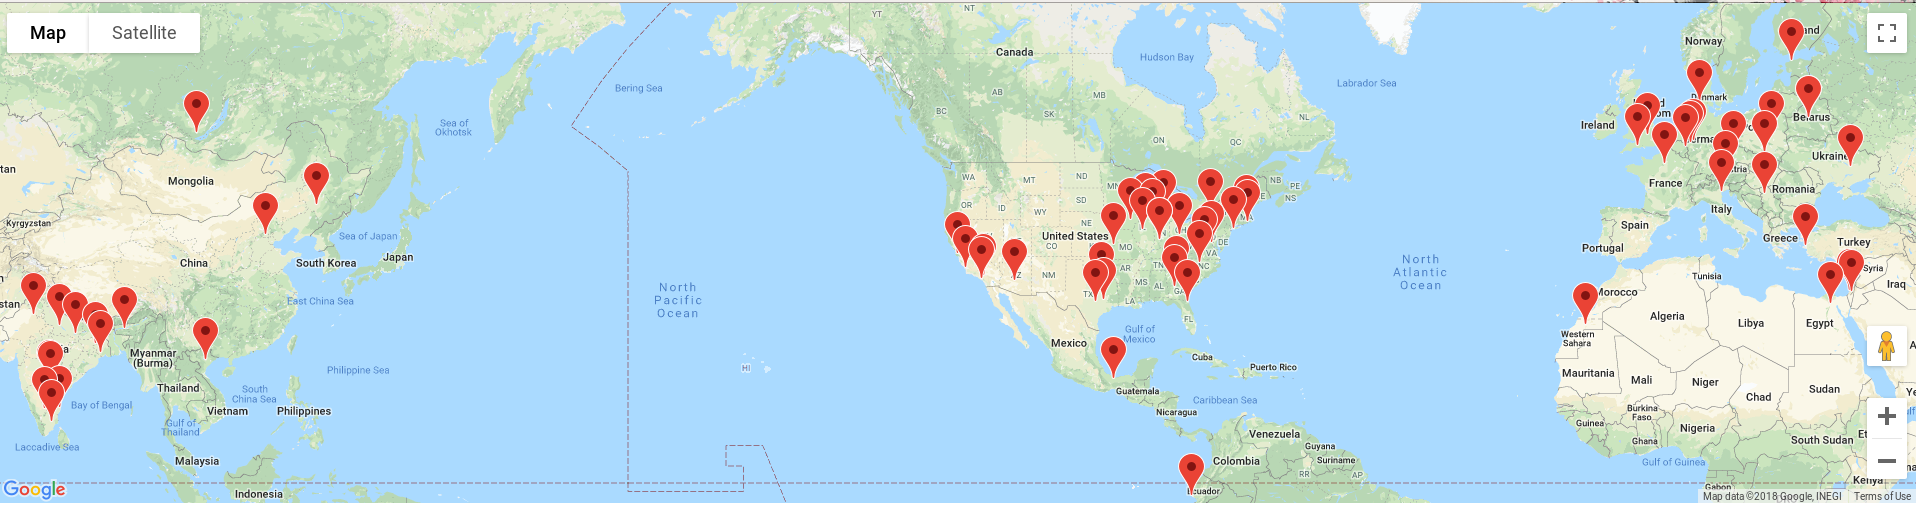 Map
Satellite
YT
NT
Canada
Hudson Bay
Norway
Bering Sea
Labrador Sea
AB
MB
BC
SK
NL
ON
QC
Sea of
Okhotsk
Denmark
Ireland
Belarus
Ukraine
Mongolia
WA
MT
ND
MN
NB
PE
NS
France
Romania
Kyrgyzstan
OR
ID
SD
WY
NE
MA
Italy
Spain
Portugal
Greece
Turkey
Sea of Japan
United States
CO
MO
DE
VA
China
South Korea
Japan
NM
AR
TN
NC
Tunisia
Syria
Iraq
East China Sea
North
Pacific
Ocean
North
Atlantic
Ocean
TX
LA
MS
AL
GA
FL
Morocco
Algeria
Libya
Egypt
Western
Sahara
Gulf of
Mexico
Mexico
Cuba
Puerto Rico
Myanmar
(Burma)
Philippine Sea
HI
Mauritania
Mali
Niger
Chad
Sudan
Thailand
South
China Sea
Guatemala
Caribbean Sea
Nicaragua
Bay of Bengal
Vietnam
Philippines
Burkina
Faso
Guinea
Nigeria
Gulf of
Thailand
Ghana
South Sudan
Laccadive Sea
Venezuela
Guyana
Suriname
Colombia
Malaysia
RR
AP
Gulf of Guinea
Kenya
Gabon
Indonesia
Ecuador
Google
Map data ©2018 Google, INEGI
Terms of Use